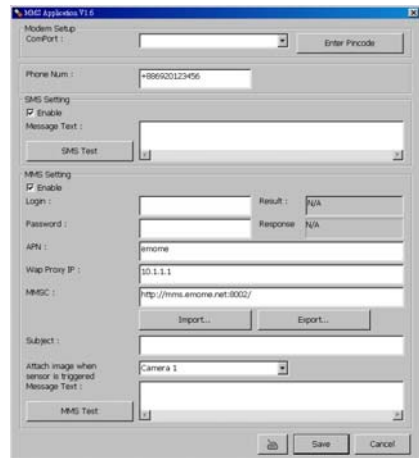 MMS Application V1.6
Modem Setup
ComPort :
Enter Pincode
Phone Num :
+886920123456
SMS Setting
Enable
Message Text :
SMS Test
MMS Setting
Enable
Login :
Result :
N/A
Password :
Response
N/A
APN :
emome
Wap Proxy IP :
10.1.1.1
MMSC :
http://mms.emome.net:8002/
Import...
Export...
Subject :
Attach image when
sensor is triggered
Camera 1
Message Text :
MMS Test
Save
Cancel